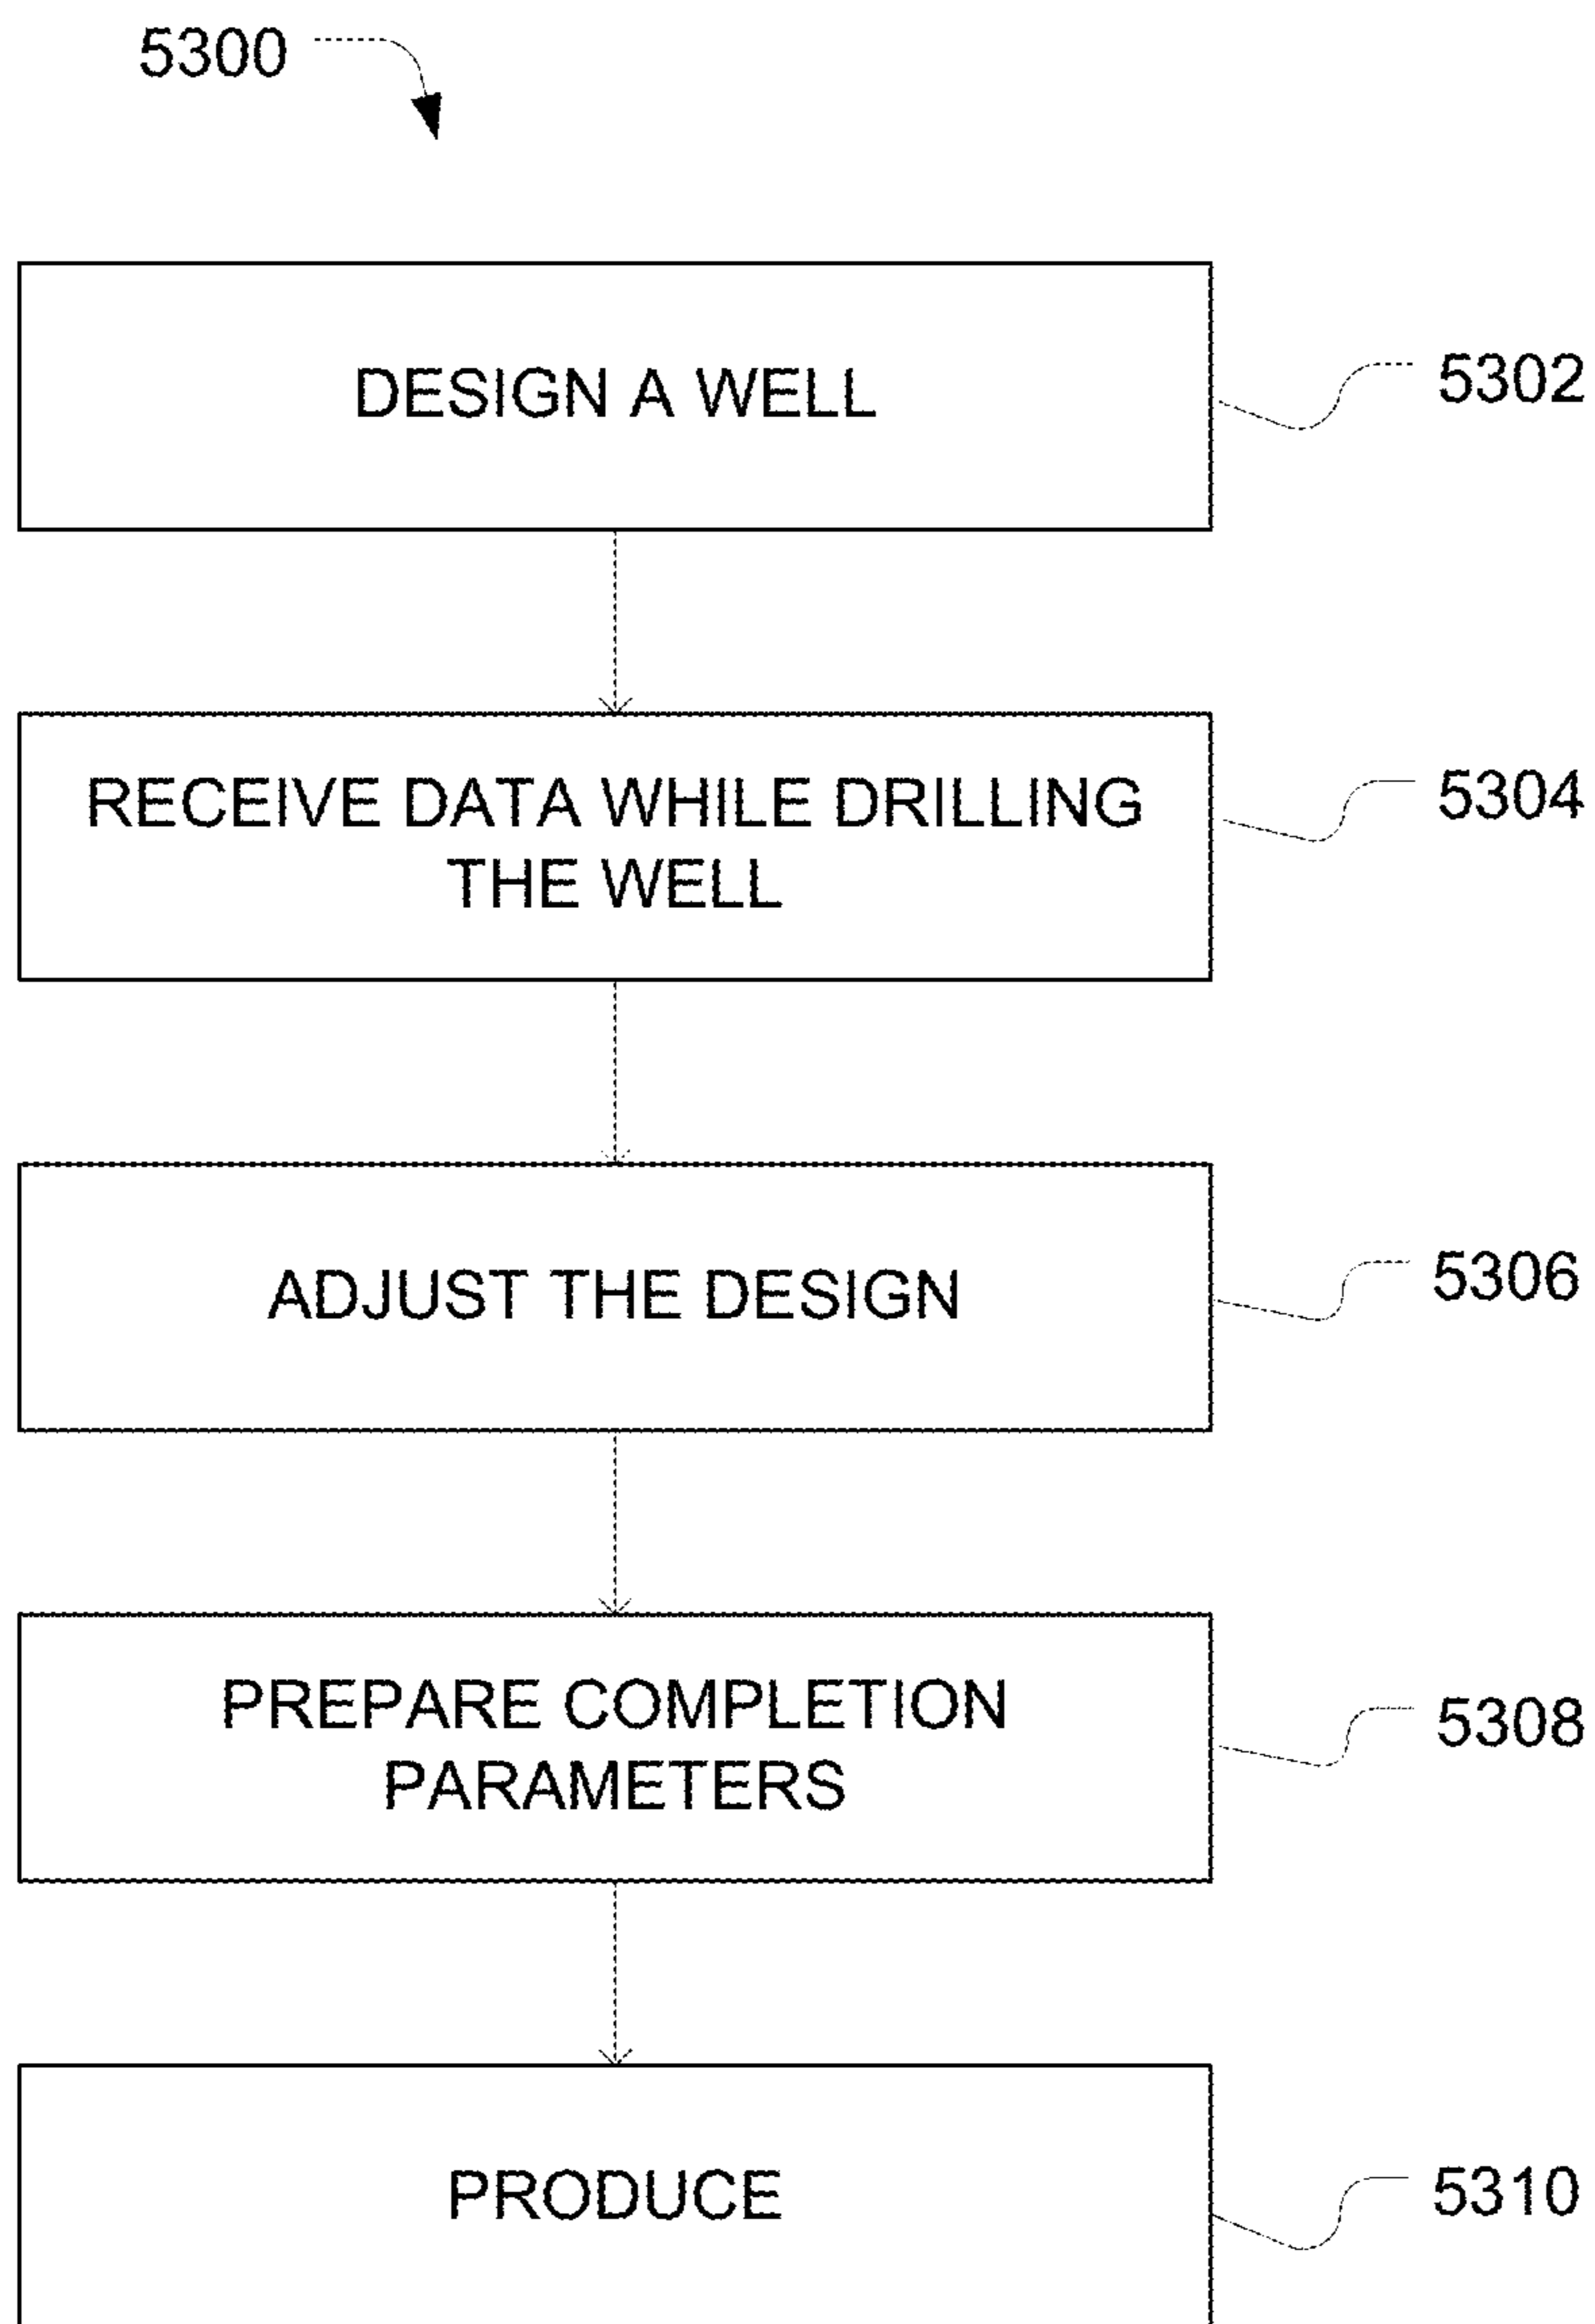 5300
DESIGN A WELL
5302
RECEIVE DATA WHILE DRILLING
THE WELL
5304
ADJUST THE DESIGN
5306
PREPARE COMPLETION
PARAMETERS
5308
PRODUCE
5310